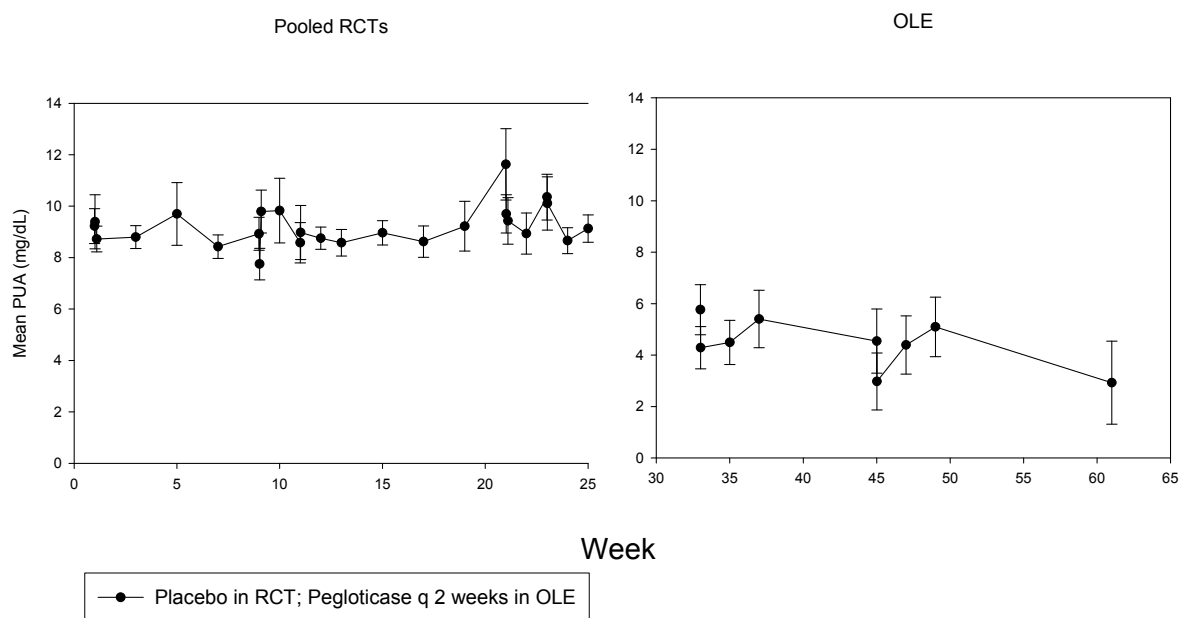 Pooled RCTs
OLE
Mean PUA (mg/dL)
14
12
10
8
6
4
2
0
0 5 10 15 20 25
14
12
10
8
6
4
2
0
30 35 40 45 50 55 60 65
Week
Placebo in RCT; Pegloticase q 2 weeks in OLE